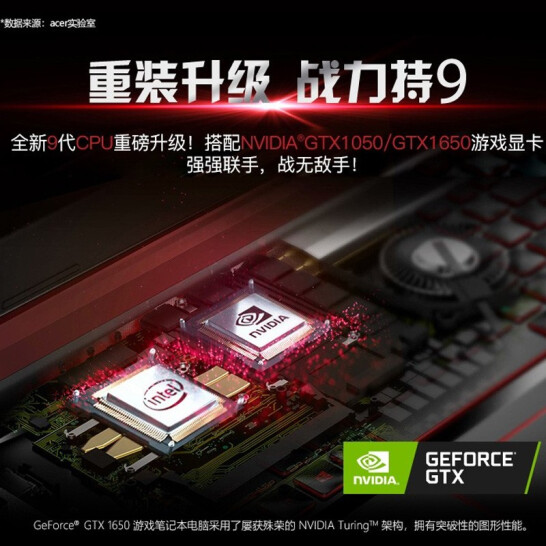 *数据来源：acer实验室
重装升级 战力持9
全新9代CPU重磅升级！搭配NVIDIA®GTX1050/GTX1650游戏显卡
强强联手，战无敌手！
NVIDIA
intel
NVIDIA
GEFORCE®
GTX
GeForce® GTX 1650 游戏笔记本电脑采用了屡获殊荣的 NVIDIA Turing™ 架构，拥有突破性的图形性能。